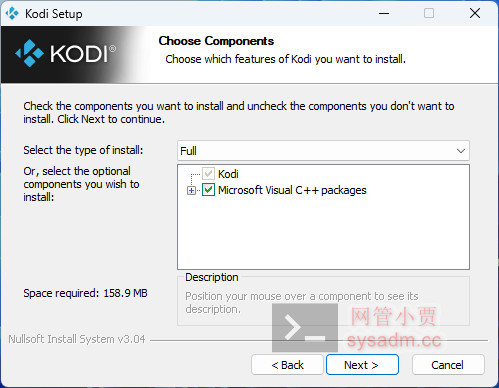 Kodi Setup
KODI®
Choose Components
Choose which features of Kodi you want to install.
Check the components you want to install and uncheck the components you don't want to
install. Click Next to continue.
Select the type of install:
Full
Or, select the optional
components you wish to
install:
Kodi
Microsoft Visual C++ packages
Space required: 158.9 MB
Description
Position your mouse over a component to see its
description.
>_
网管小贾
sysadm.cc
Nullsoft Install System v3.04
< Back
Next >
Cancel